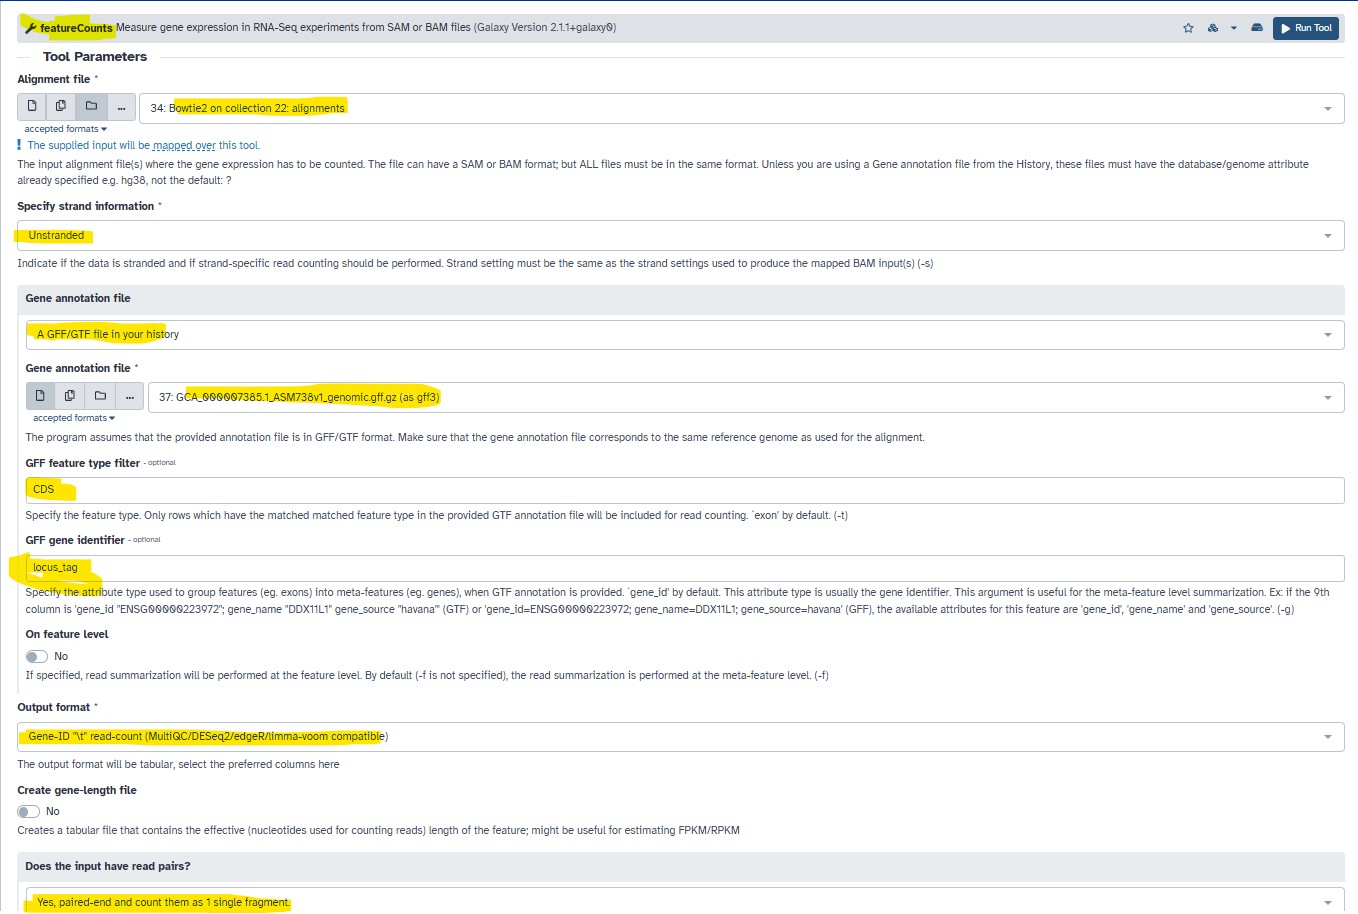 featureCounts Measure gene expression in RNA-Seq experiments from SAM or BAM files (Galaxy Version 2.1.1+galaxy0)
Run Tool
Tool Parameters
Alignment file *
...
34: Bowtie2 on collection 22: alignments
accepted formats
! The supplied input will be mapped over this tool.
The input alignment file(s) where the gene expression has to be counted. The file can have a SAM or BAM format; but ALL files must be in the same format. Unless you are using a Gene annotation file from the History, these files must have the database/genome attribute
already specified e.g. hg38, not the default: ?
Specify strand information *
Unstranded
Indicate if the data is stranded and if strand-specific read counting should be performed. Strand setting must be the same as the strand settings used to produce the mapped BAM input(s) (-s)
Gene annotation file
A GFF/GTF file in your history
Gene annotation file *
...
37: GCA_000007385.1_ASM738v1_genomic.gff.gz (as gff3)
accepted formats
The program assumes that the provided annotation file is in GFF/GTF format. Make sure that the gene annotation file corresponds to the same reference genome as used for the alignment.
GFF feature type filter - optional
CDS
Specify the feature type. Only rows which have the matched matched feature type in the provided GTF annotation file will be included for read counting. `exon' by default. (-t)
GFF gene identifier - optional
locus_tag
Specify the attribute type used to group features (eg. exons) into meta-features (eg. genes), when GTF annotation is provided. `gene_id' by default. This attribute type is usually the gene identifier. This argument is useful for the meta-feature level summarization. Ex: if the 9th
column is 'gene_id "ENSG00000223972"; gene_name "DDX11L1" gene_source "havana"' (GTF) or 'gene_id=ENSG00000223972; gene_name=DDX11L1; gene_source=havana' (GFF), the available attributes for this feature are 'gene_id', 'gene_name' and 'gene_source'. (-g)
On feature level
No
If specified, read summarization will be performed at the feature level. By default (-f is not specified), the read summarization is performed at the meta-feature level. (-f)
Output format *
Gene-ID "\t" read-count (MultiQC/DESeq2/edgeR/limma-voom compatible)
The output format will be tabular, select the preferred columns here
Create gene-length file
No
Creates a tabular file that contains the effective (nucleotides used for counting reads) length of the feature; might be useful for estimating FPKM/RPKM
Does the input have read pairs?
Yes, paired-end and count them as 1 single fragment.